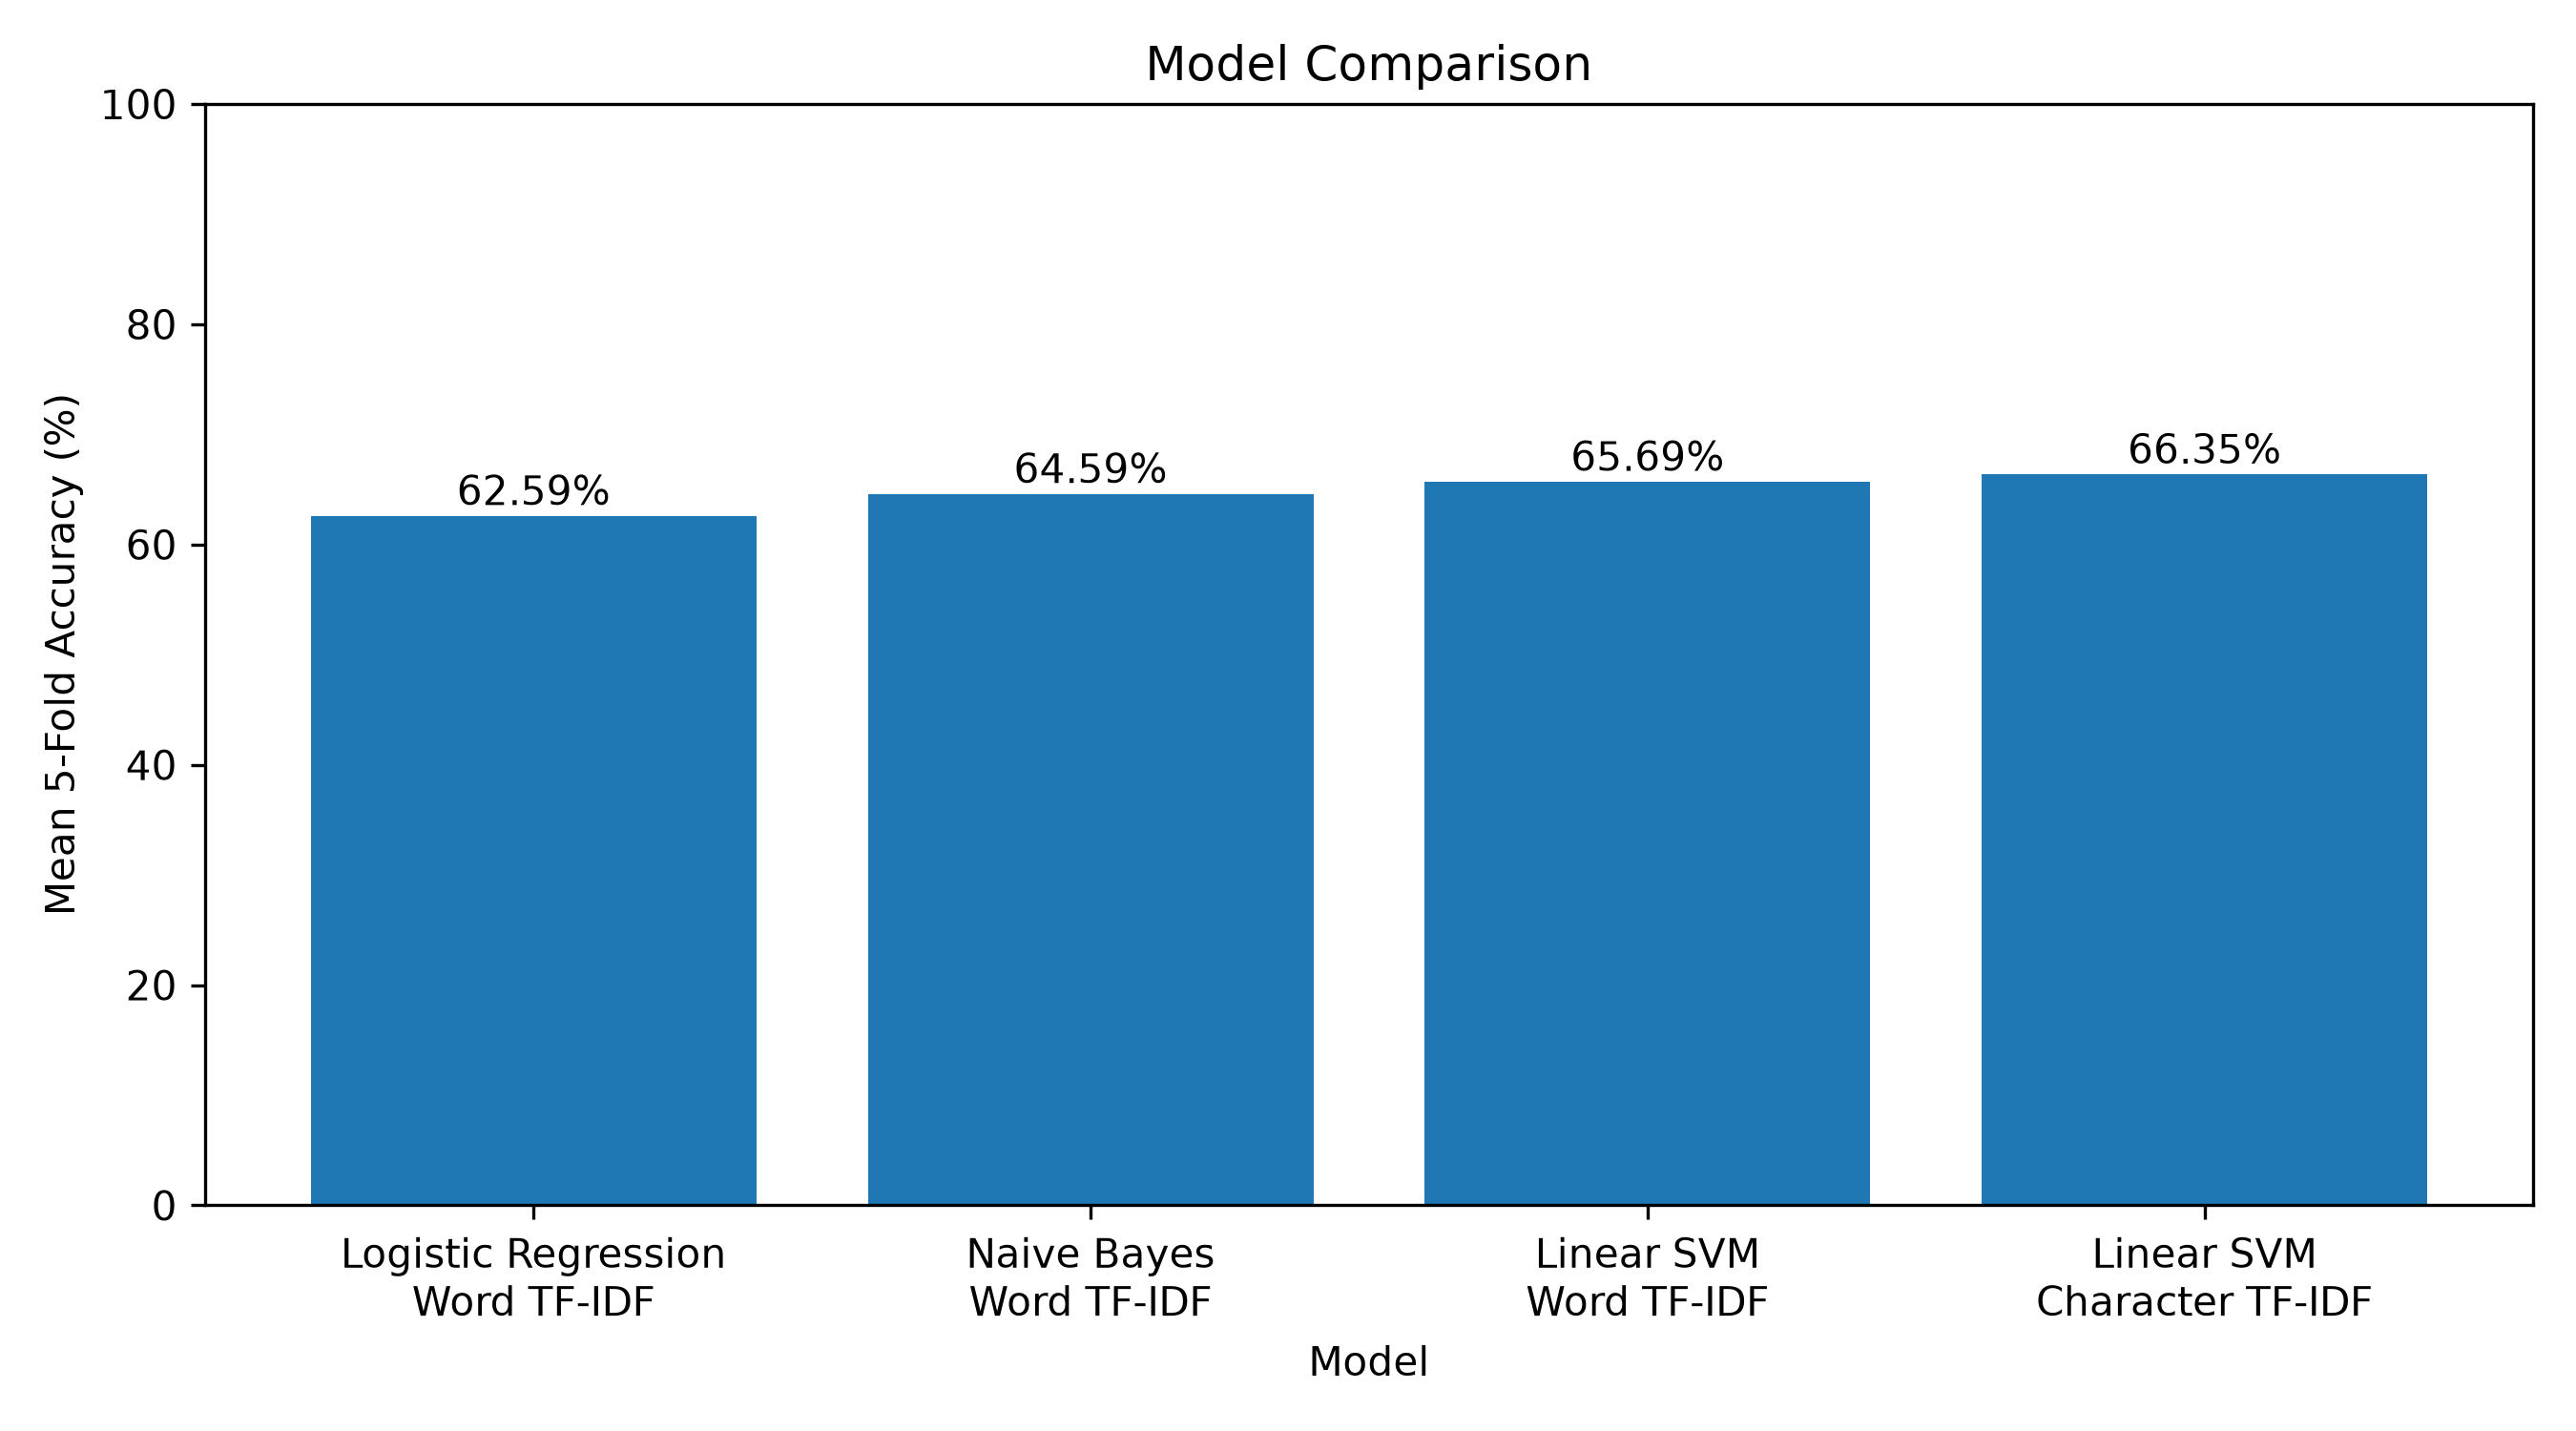 Model Comparison
Mean 5-Fold Accuracy (%)
100
80
60
40
20
0
62.59%
64.59%
65.69%
66.35%
Logistic Regression
Word TF-IDF
Naive Bayes
Word TF-IDF
Linear SVM
Word TF-IDF
Linear SVM
Character TF-IDF
Model